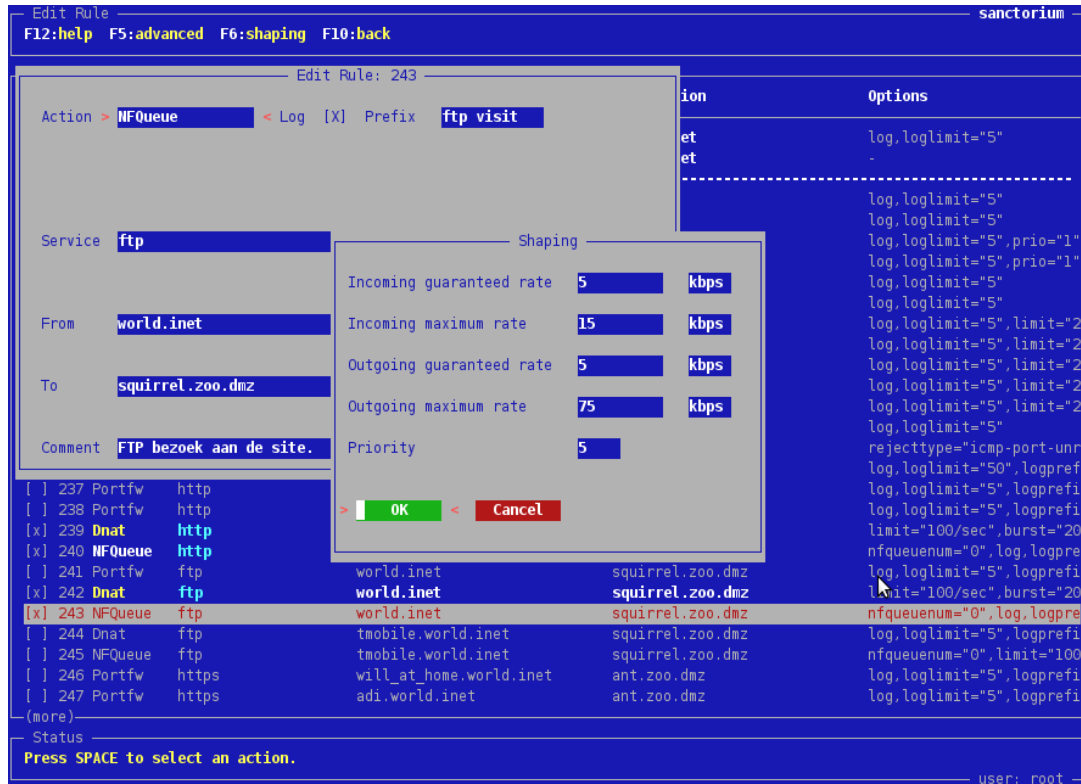 Edit Rule sanctorium
F12:help F5:advanced F6:shaping F10:back
Edit Rule: 243
ion Options
Action > NFQueue < Log [X] Prefix ftp visit
et log,loglimit="5"
et -
log,loglimit="5"
log,loglimit="5"
Service ftp Shaping log,loglimit="5",prio="1"
log,loglimit="5",prio="1"
Incoming guaranteed rate 5 kbps log,loglimit="5"
log,loglimit="5"
From world.inet Incoming maximum rate 15 kbps log,loglimit="5",limit="2
log,loglimit="5",limit="2
Outgoing guaranteed rate 5 kbps log,loglimit="5",limit="2
To squirrel.zoo.dmz log,loglimit="5",limit="2
Outgoing maximum rate 75 kbps log,loglimit="5",limit="2
log,loglimit="5"
Comment FTP bezoek aan de site. Priority 5 rejecttype="icmp-port-unr
log,loglimit="50",logpref
[ ] 237 Portfw http log,loglimit="5",logprefi
[ ] 238 Portfw http > OK < Cancel log,loglimit="5",logprefi
[x] 239 Dnat http limit="100/sec",burst="20
[x] 240 NFQueue http nfqueuenum="0",log,logpre
[ ] 241 Portfw ftp world.inet squirrel.zoo.dmz log,loglimit="5",logprefi
[x] 242 Dnat ftp world.inet squirrel.zoo.dmz limit="100/sec",burst="20
[x] 243 NFQueue ftp world.inet squirrel.zoo.dmz nfqueuenum="0",log,logpre
[ ] 244 Dnat ftp tmobile.world.inet squirrel.zoo.dmz log,loglimit="5",logprefi
[ ] 245 NFQueue ftp tmobile.world.inet squirrel.zoo.dmz nfqueuenum="0",limit="100
[ ] 246 Portfw https will_at_home.world.inet ant.zoo.dmz log,loglimit="5",logprefi
[ ] 247 Portfw https adi.world.inet ant.zoo.dmz log,loglimit="5",logprefi
(more)
Status
Press SPACE to select an action.
user: root